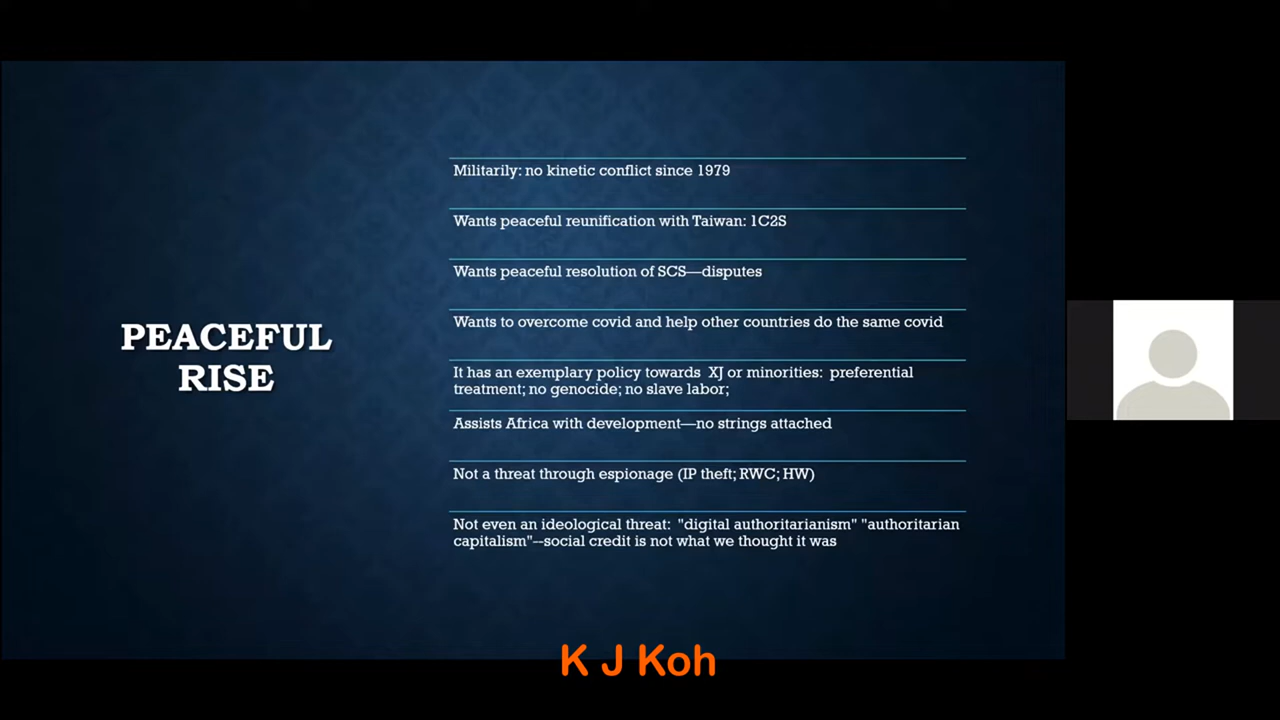 PEACEFUL
RISE
Militarily: no kinetic conflict since 1979
Wants peaceful reunification with Taiwan: 1C2S
Wants peaceful resolution of SCS—disputes
Wants to overcome covid and help other countries do the same covid
It has an exemplary policy towards  XJ or minorities:  preferential
treatment; no genocide; no slave labor;
Assists Africa with development—no strings attached
Not a threat through espionage (IP theft; RWC; HW)
Not even an ideological threat:  "digital authoritarianism" "authoritarian
capitalism"--social credit is not what we thought it was
K J Koh